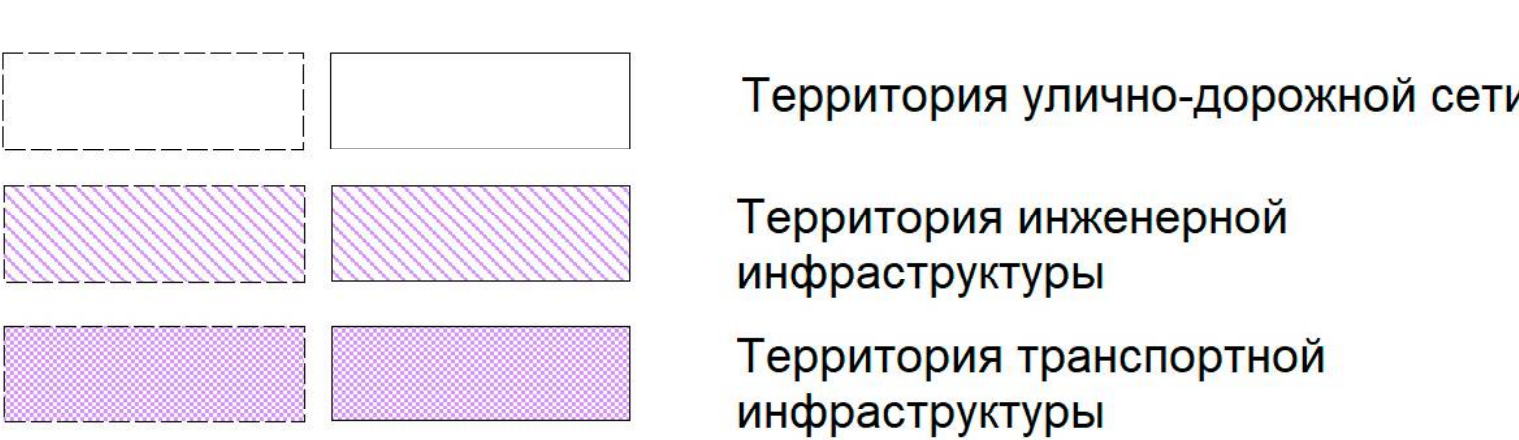 Территория улично-дорожной сети
Территория инженерной
инфраструктуры
Территория транспортной
инфраструктуры